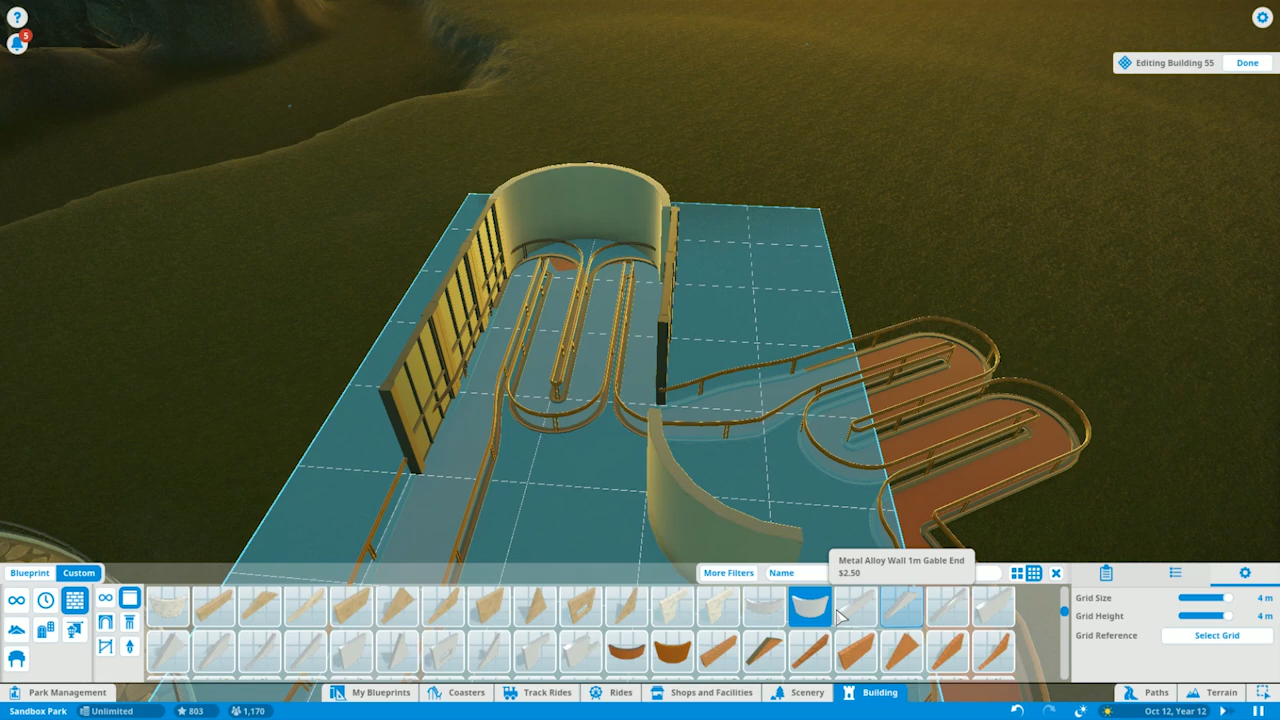 ?
5
Editing Building 55 Done
Metal Alloy Wall 1m Gable End
$2.50
Blueprint Custom More Filters Name
Grid Size 4 m
Grid Height 4 m
Grid Reference Select Grid
Park Management My Blueprints Coasters Track Rides Rides Shops and Facilities Scenery Building Paths Terrain
Sandbox Park Unlimited 803 1,170 Oct 12, Year 12